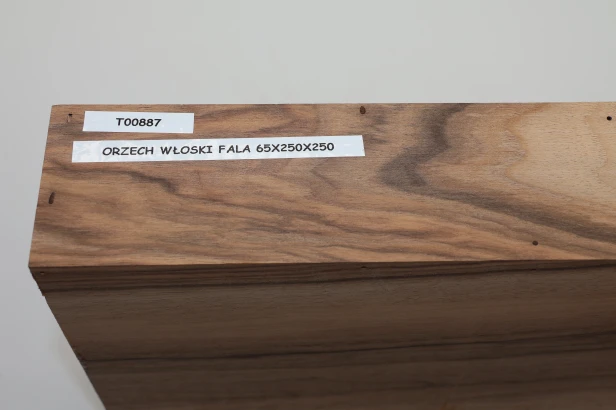 T00887
ORZECH WŁOSKI FALA 65X250X250